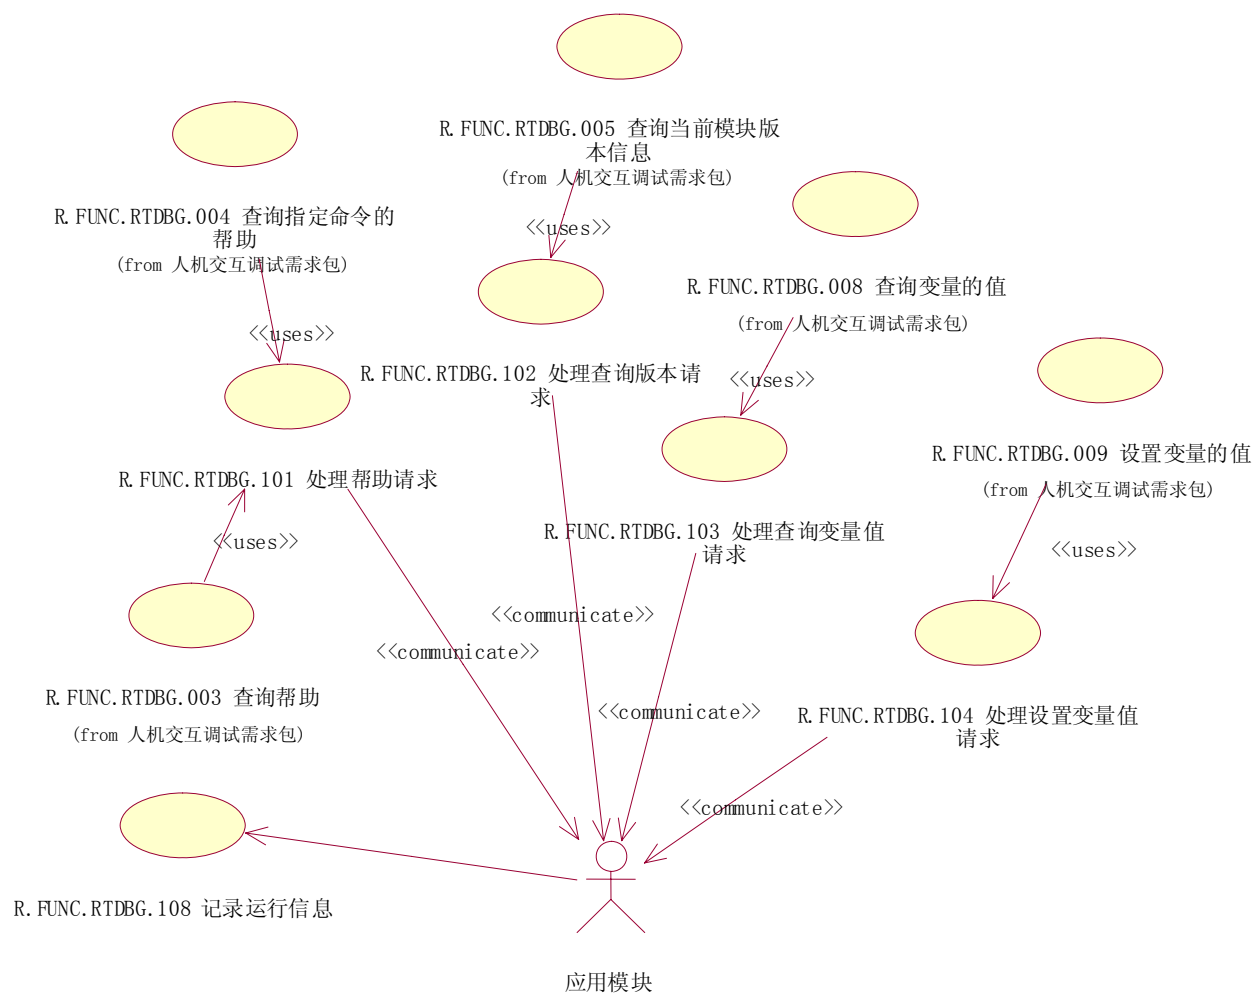 R.FUNC.RTDBG.005 查询当前模块版
本信息
(from 人机交互调试需求包)
R.FUNC.RTDBG.004 查询指定命令的
帮助
(from 人机交互调试需求包)
<<uses>>
R.FUNC.RTDBG.008 查询变量的值
(from 人机交互调试需求包)
<<uses>>
R.FUNC.RTDBG.102 处理查询版本请
求
<<uses>>
R.FUNC.RTDBG.009 设置变量的值
(from 人机交互调试需求包)
R.FUNC.RTDBG.101 处理帮助请求
<<uses>>
R.FUNC.RTDBG.103 处理查询变量值
请求
<<uses>>
<<communicate>>
<<communicate>>
R.FUNC.RTDBG.003 查询帮助
(from 人机交互调试需求包)
<<communicate>>
R.FUNC.RTDBG.104 处理设置变量值
请求
<<communicate>>
R.FUNC.RTDBG.108 记录运行信息
应用模块